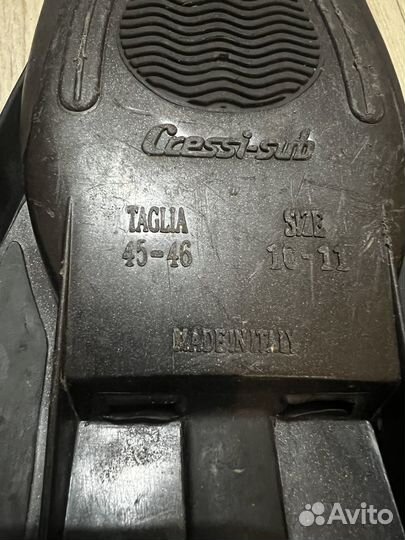 Cressi-sub
TAGLIA SIZE
45-46 10-11
MADE IN ITALY
Avito